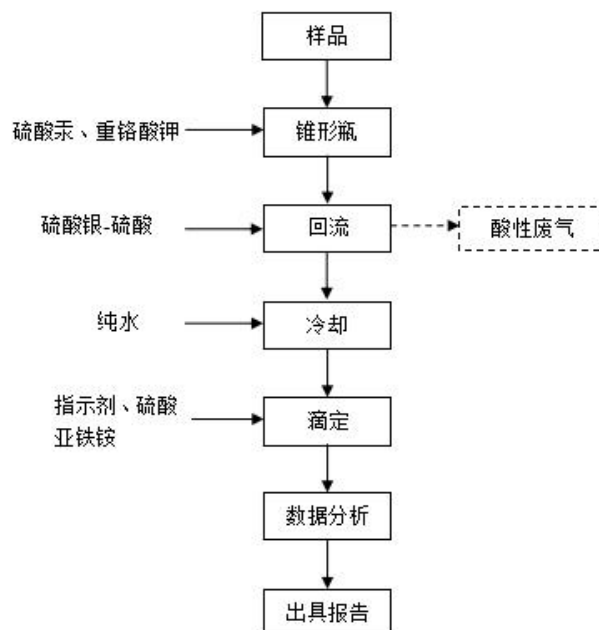 样品
硫酸汞、重铬酸钾
锥形瓶
硫酸银-硫酸
回流
酸性废气
纯水
冷却
指示剂、硫酸
亚铁铵
滴定
数据分析
出具报告